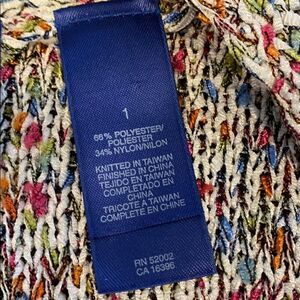 1
66% POLYESTER/
POLIESTER
34% NYLON/NILON
KNITTED IN TAIWAN
FINISHED IN CHINA
TEJIDO EN TAIWAN
COMPLETADO EN
CHINA
TRICOTE A TAIWAN
COMPLETE EN CHINE
RN 52002
CA 16396